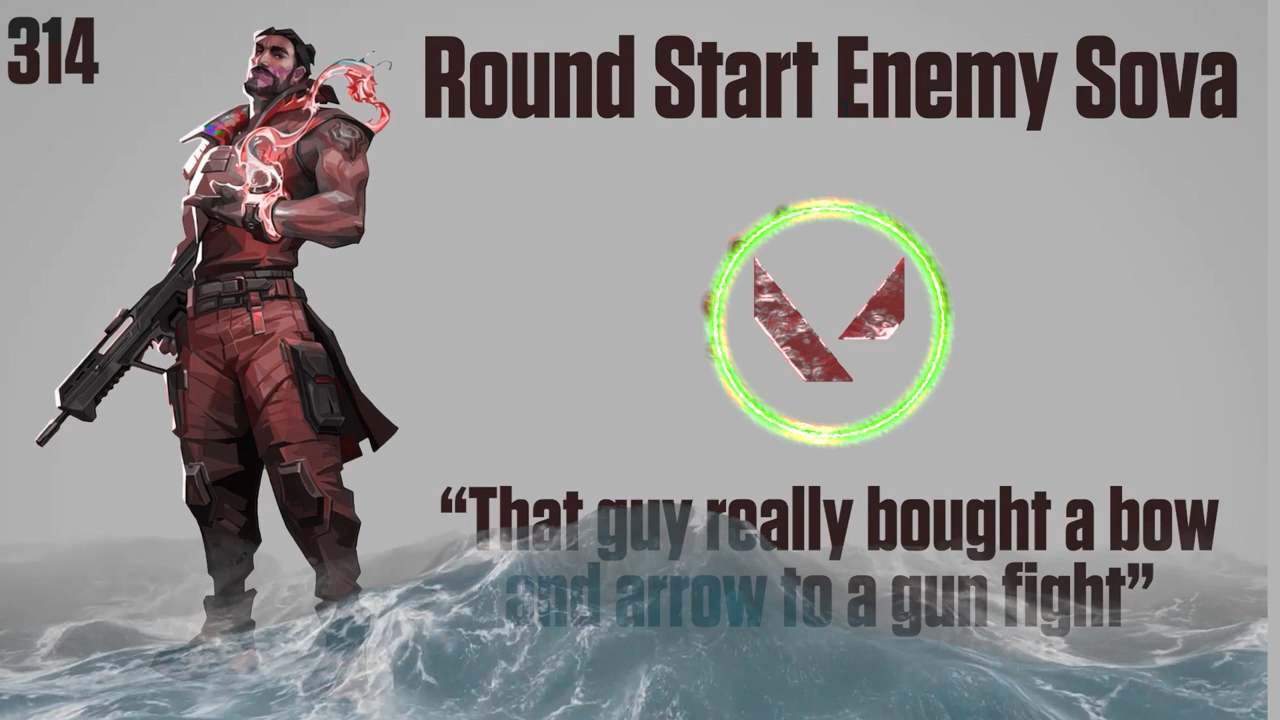 314
Round Start Enemy Sova
“That guy really bought a bow
and arrow to a gun fight”